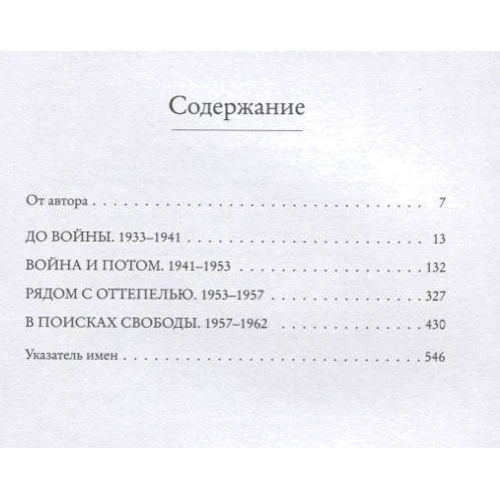 Содержание
От автора . . . . . . . . . . . . . . . . . . . . . . . . . . . . 7
ДО ВОЙНЫ. 1933–1941 . . . . . . . . . . . . . . . . . . . . 13
ВОЙНА И ПОТОМ. 1941–1953 . . . . . . . . . . . . . . . . 132
РЯДОМ С ОТТЕПЕЛЬЮ. 1953–1957 . . . . . . . . . . . . . 327
В ПОИСКАХ СВОБОДЫ. 1957–1962 . . . . . . . . . . . . 430
Указатель имен . . . . . . . . . . . . . . . . . . . . . . . . . 546